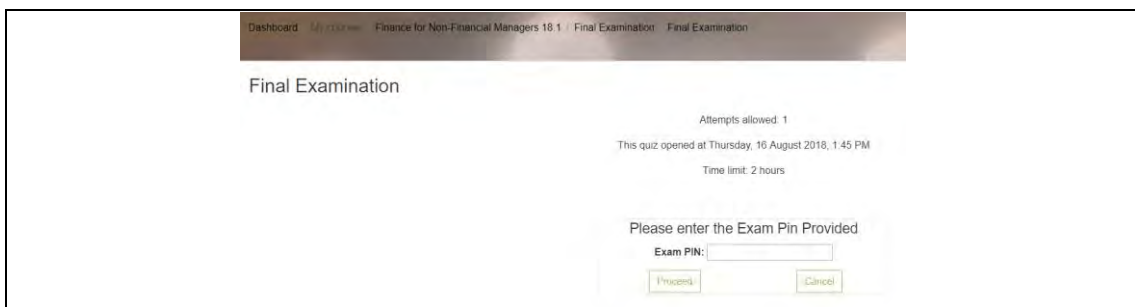 Dashboard My courses Finance for Non-Financial Managers 18.1 / Final Examination Final Examination
Final Examination
Attempts allowed: 1
This quiz opened at Thursday, 16 August 2018, 1:45 PM
Time limit: 2 hours
Please enter the Exam Pin Provided
Exam PIN:
Proceed Cancel